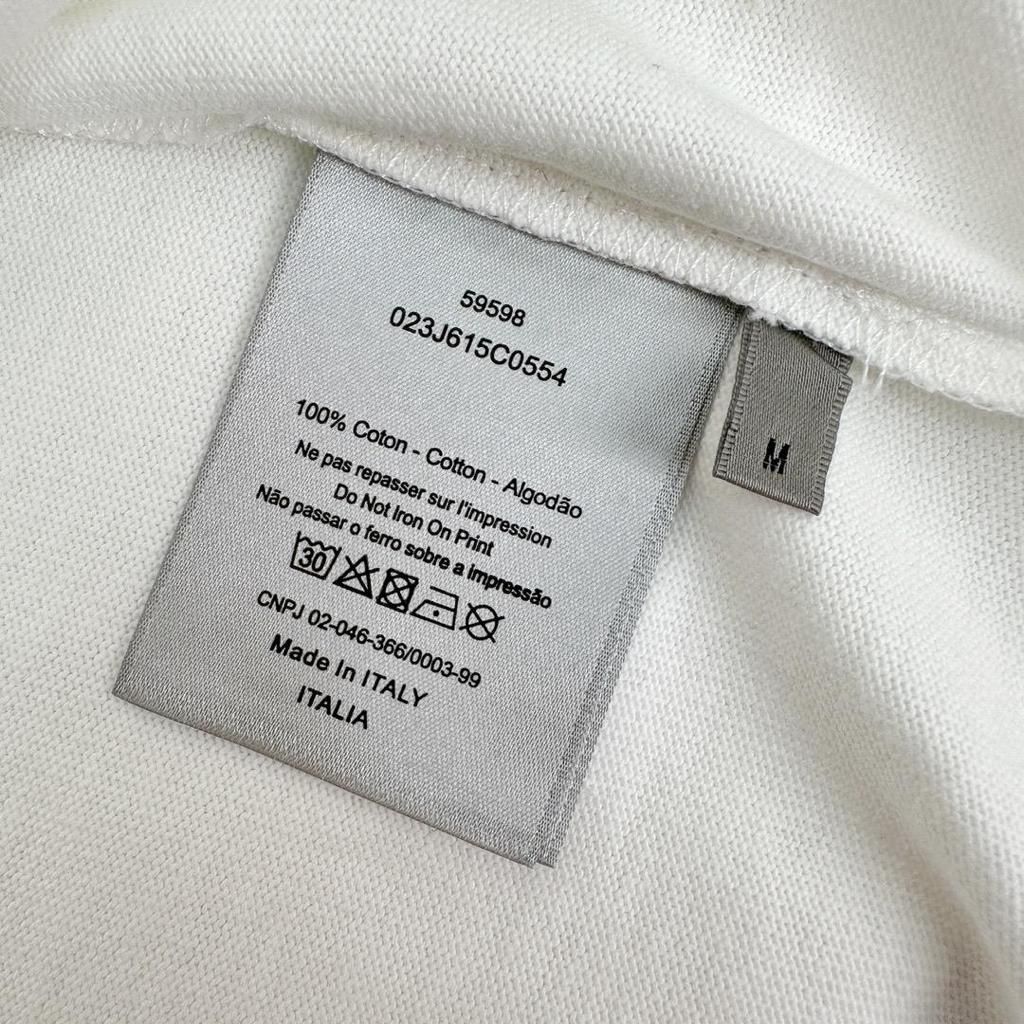 59598
023J615C0554
100% Coton - Cotton - Algodão
Ne pas repasser sur l'impression
Do Not Iron On Print
Não passar o ferro sobre a impressão
30
CNPJ 02-046-366/0003-99
Made In ITALY
ITALIA
M